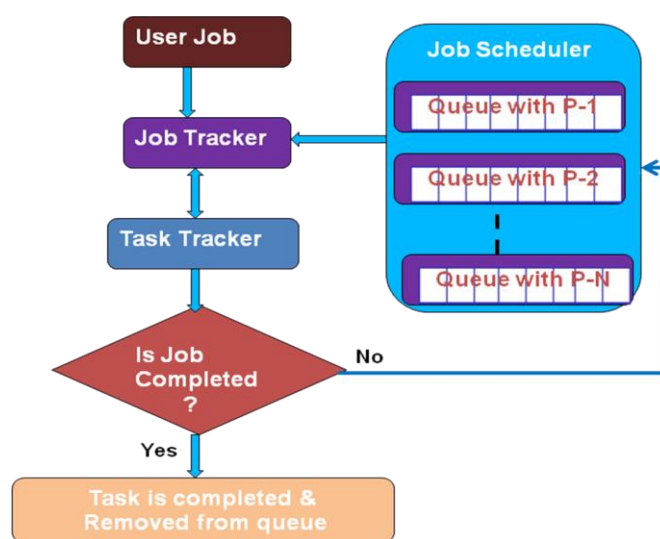 User Job
Job Scheduler
Queue with P-1
Job Tracker
Queue with P-2
Task Tracker
Queue with P-N
Is Job
Completed
?
No
Yes
Task is completed &
Removed from queue